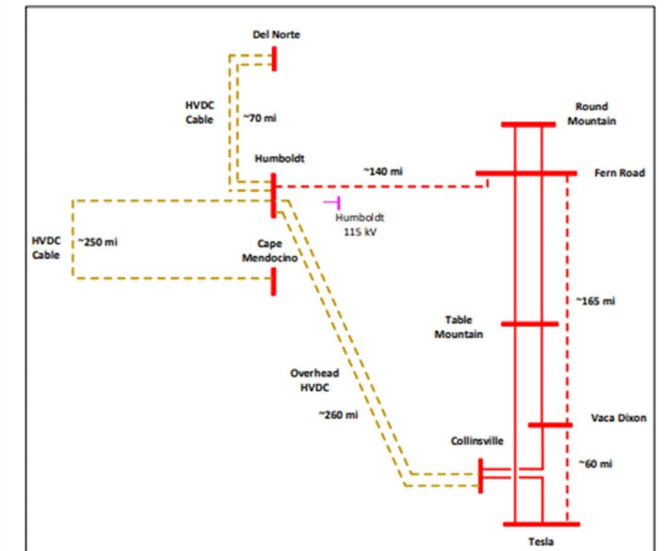 Del Norte
HVDC
Cable
~70 mi
Round
Mountain
Humboldt
~140 mi
Fern Road
Humboldt
115 kV
HVDC
Cable
~250 mi
Cape
Mendocino
~165 mi
Table
Mountain
Overhead
HVDC
~260 mi
Vaca Dixon
Collinsville
~60 mi
Tesla